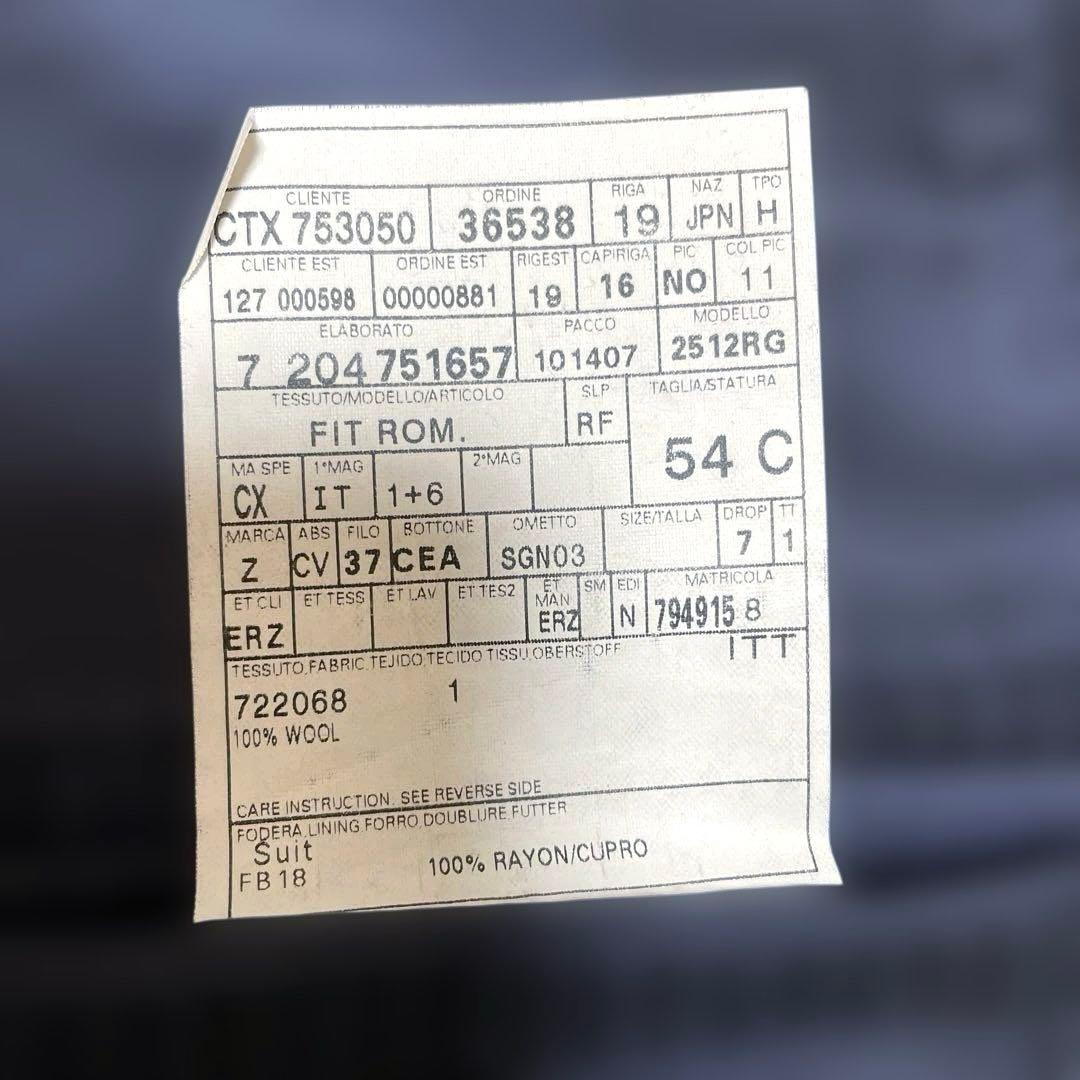 CLIENTE ORDINE RIGA NAZ TPO
CTX 753050 36538 19 JPN H
CLIENTE EST ORDINE EST RIGEST CAPIRIGA PIC COL PIC
127 000598 00000881 19 16 NO 11
ELABORATO PACCO MODELLO
7 204 751657 101407 2512RG
TESSUTO/MODELLO/ARTICOLO SLP TAGLIA/STATURA
FIT ROM. RF 54 C
MA SPE 1°MAG 2°MAG
CX IT 1+6
MARCA ABS FILO BOTTONE OMETTO SIZE/TALLA DROP TT
Z CV 37 CEA SGN03 7 1
ET CLI ET TESS ET LAV ET TES2 ET MAN SM EDI MATRICOLA
ERZ ERZ N 794915 8
TESSUTO,FABRIC,TEJIDO,TECIDO,TISSU,OBERSTOFF ITT
722068 1
100% WOOL
CARE INSTRUCTION. SEE REVERSE SIDE
FODERA,LINING,FORRO,DOUBLURE,FUTTER
Suit 100% RAYON/CUPRO
FB18